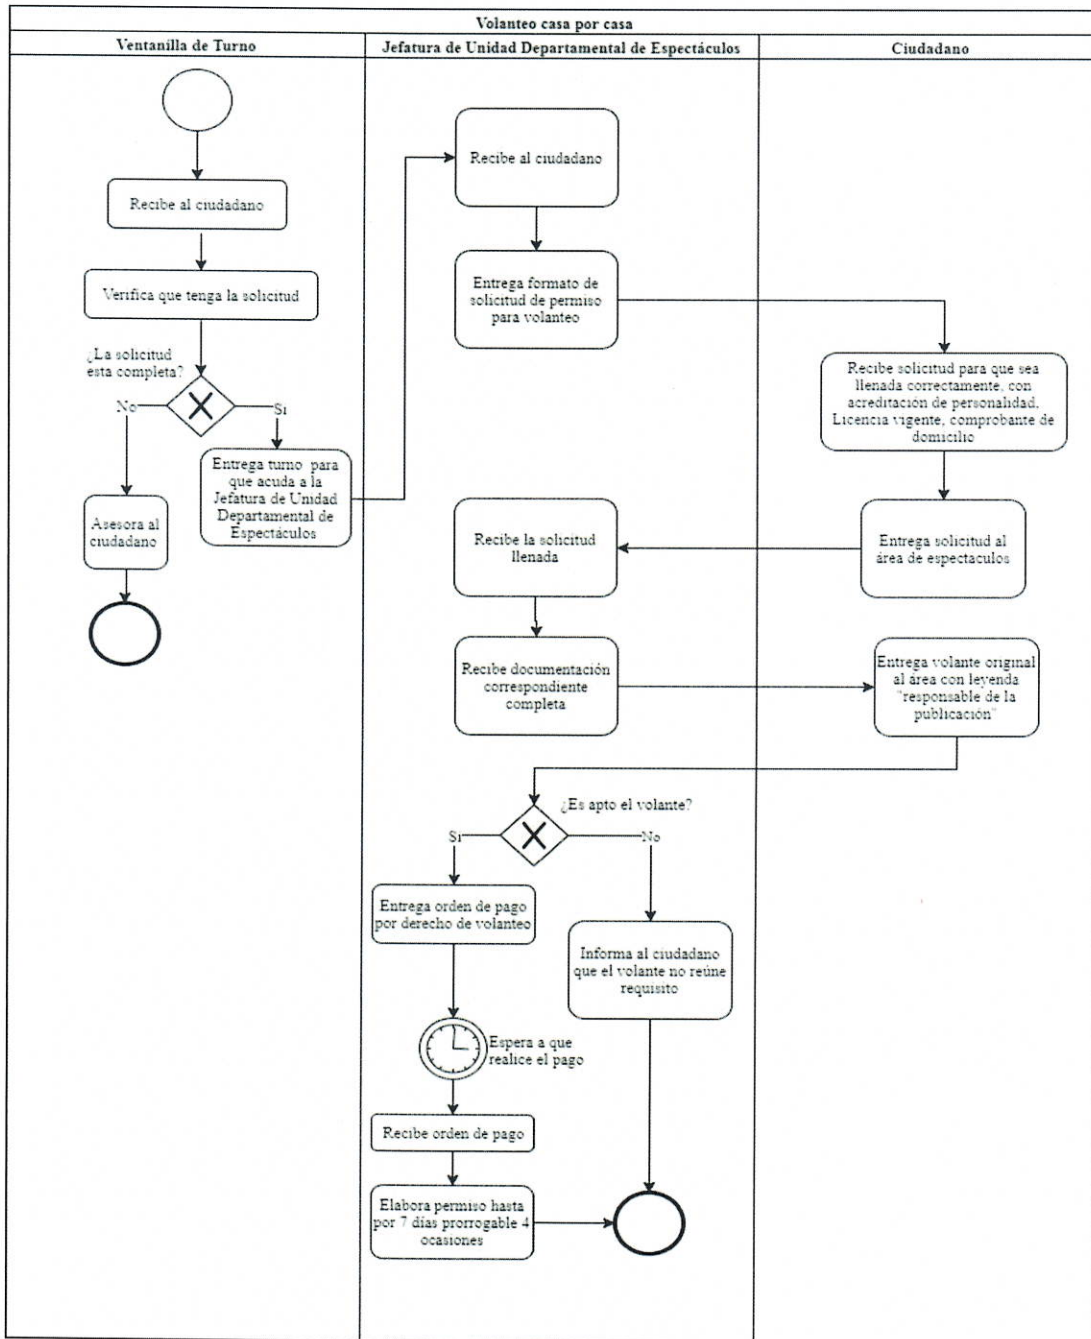 Volanteo casa por casa
Ventanilla de Turno
Jefatura de Unidad Departamental de Espectáculos
Ciudadano
Recibe al ciudadano
Verifica que tenga la solicitud
¿La solicitud
esta completa?
No
Si
Entrega turno para
que acuda a la
Jefatura de Unidad
Departamental de
Espectáculos
Asesora al
ciudadano
Recibe al ciudadano
Entrega formato de
solicitud de permiso
para volanteo
Recibe solicitud para que sea
llenada correctamente, con
acreditación de personalidad,
Licencia vigente, comprobante de
domicilio
Entrega solicitud al
área de espectaculos
Recibe la solicitud
llenada
Recibe documentación
correspondiente
completa
Entrega volante original
al área con leyenda
"responsable de la
publicación"
¿Es apto el volante?
Si
No
Entrega orden de pago
por derecho de volanteo
Informa al ciudadano
que el volante no reúne
requisito
Espera a que
realice el pago
Recibe orden de pago
Elabora permiso hasta
por 7 días prorrogable 4
ocasiones